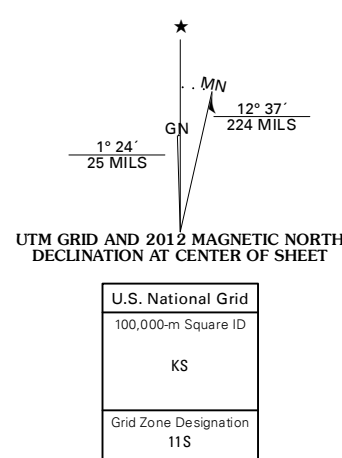 ★
MN
12° 37´
224 MILS
GN
1° 24´
25 MILS
UTM GRID AND 2012 MAGNETIC NORTH
DECLINATION AT CENTER OF SHEET
U.S. National Grid
100,000-m Square ID
KS
Grid Zone Designation
11S